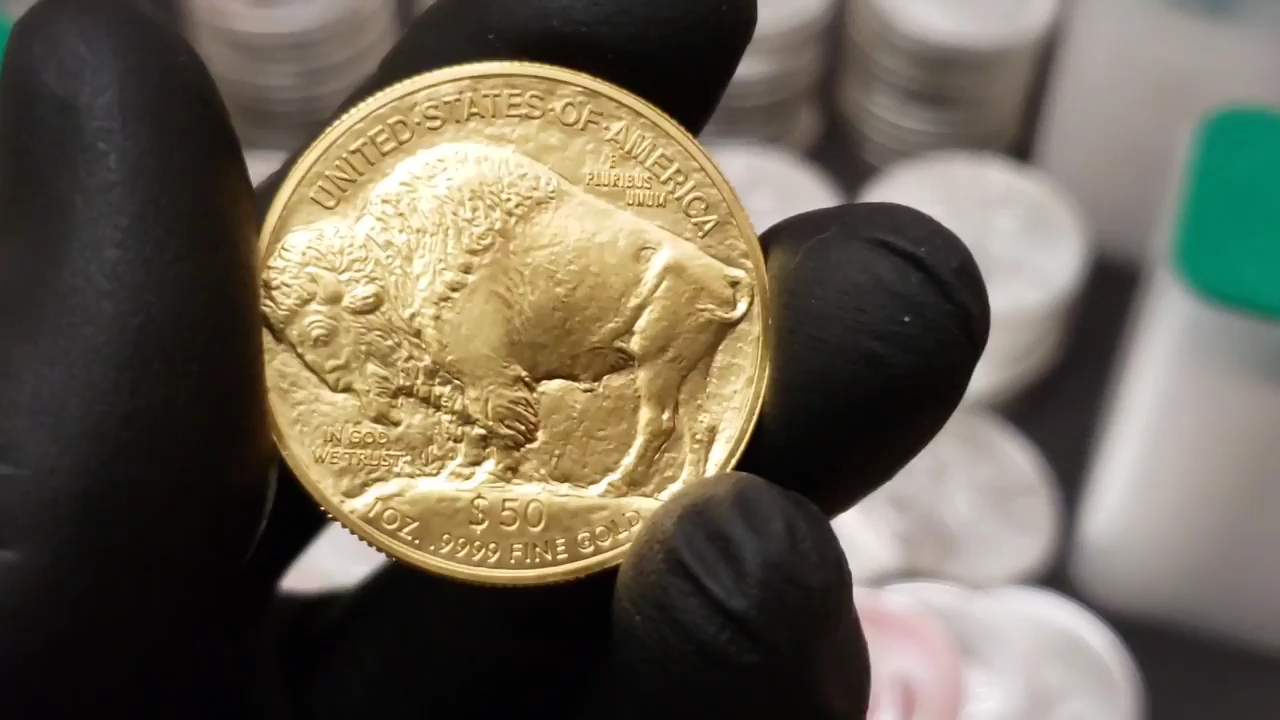 UNITED·STATES·OF·AMERICA
E
PLURIBUS
UNUM
IN GOD
WE TRUST
$50
1 OZ. .9999 FINE GOLD